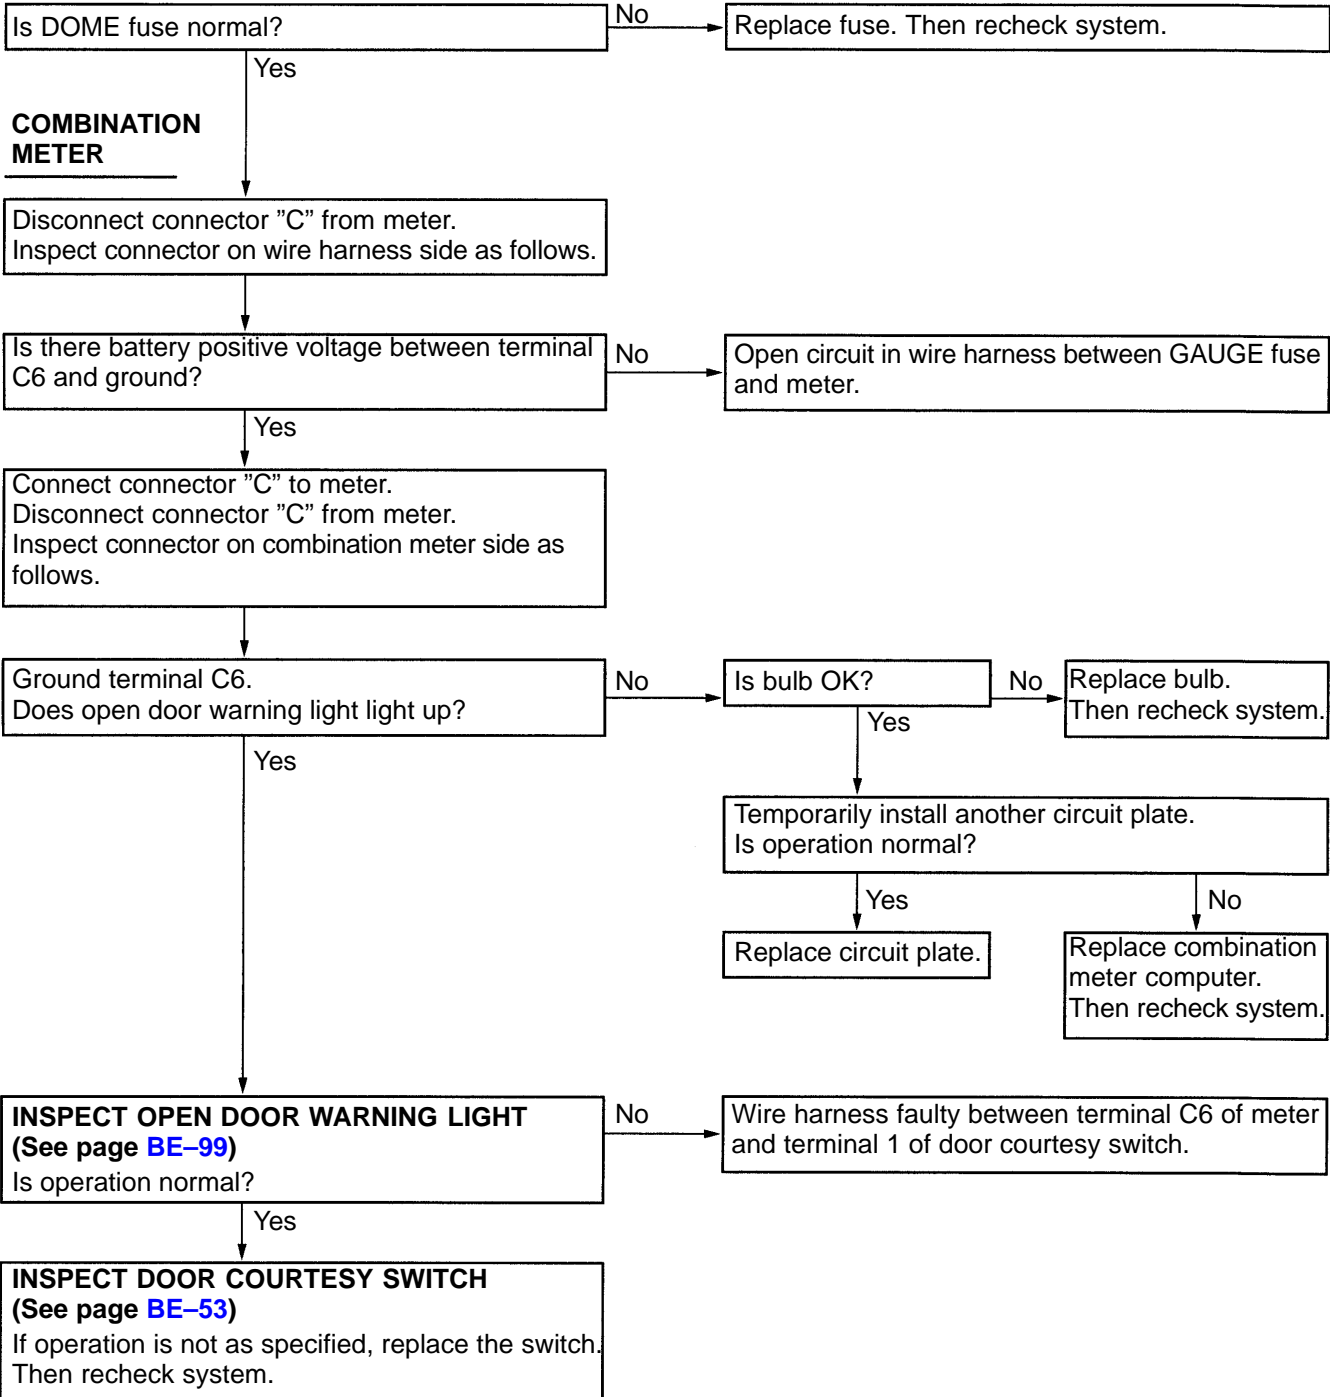 Is DOME fuse normal?
No
Replace fuse. Then recheck system.
Yes
COMBINATION
METER
Disconnect connector ”C” from meter.
Inspect connector on wire harness side as follows.
Is there battery positive voltage between terminal
C6 and ground?
No
Open circuit in wire harness between GAUGE fuse
and meter.
Yes
Connect connector ”C” to meter.
Disconnect connector ”C” from meter.
Inspect connector on combination meter side as
follows.
Ground terminal C6.
Does open door warning light light up?
No
Is bulb OK?
No
Replace bulb.
Then recheck system.
Yes
Yes
Temporarily install another circuit plate.
Is operation normal?
Yes
No
Replace circuit plate.
Replace combination
meter computer.
Then recheck system.
INSPECT OPEN DOOR WARNING LIGHT
(See page BE–99)
Is operation normal?
No
Wire harness faulty between terminal C6 of meter
and terminal 1 of door courtesy switch.
Yes
INSPECT DOOR COURTESY SWITCH
(See page BE–53)
If operation is not as specified, replace the switch.
Then recheck system.